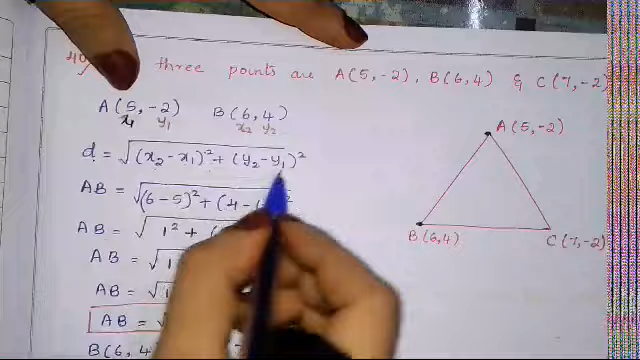 three points are A(5,-2), B(6,4) & C(7,-2)
A(5,-2) B(6,4)
x₁ y₁ x₂ y₂
d = √(x₂-x₁)²+(y₂-y₁)²
AB = √(6-5)²+(4-
AB = √1²+
AB = √1
AB = √1
AB = √
B(6,4
A(5,-2)
B(6,4)
C(7,-2)